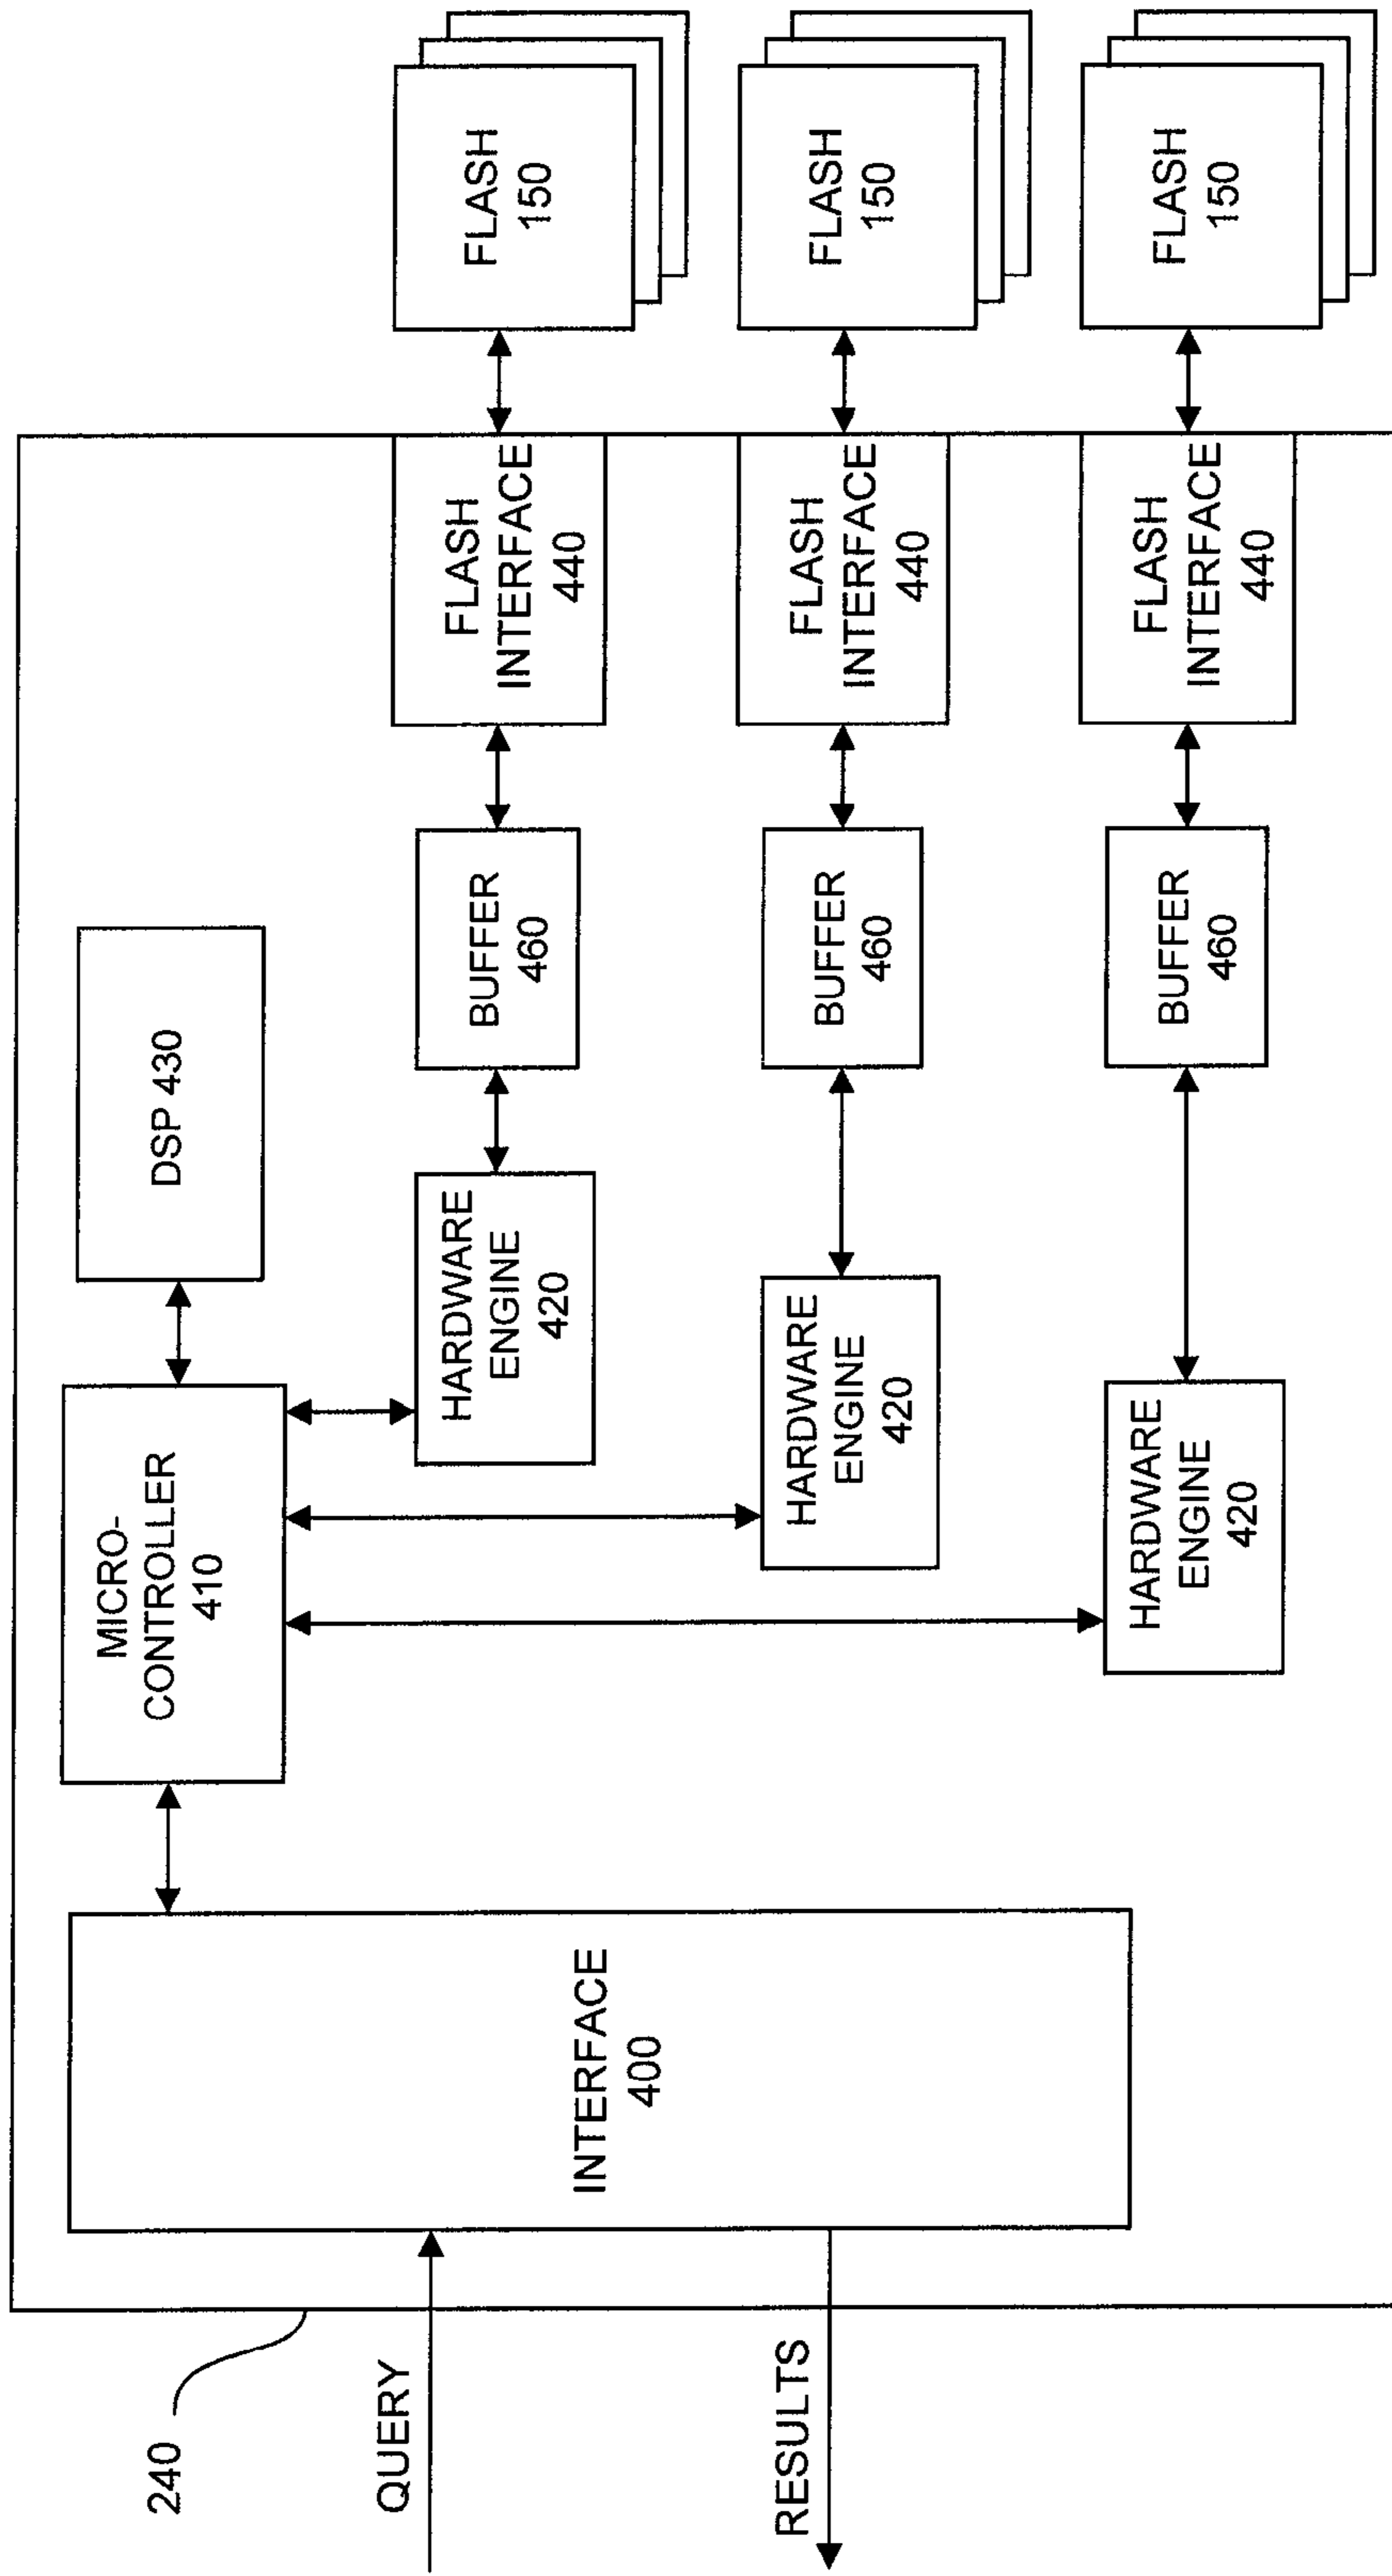 240
QUERY
RESULTS
INTERFACE
400
MICRO-
CONTROLLER
410
DSP 430
HARDWARE
ENGINE
420
BUFFER
460
FLASH
INTERFACE
440
FLASH
150
HARDWARE
ENGINE
420
BUFFER
460
FLASH
INTERFACE
440
FLASH
150
HARDWARE
ENGINE
420
BUFFER
460
FLASH
INTERFACE
440
FLASH
150